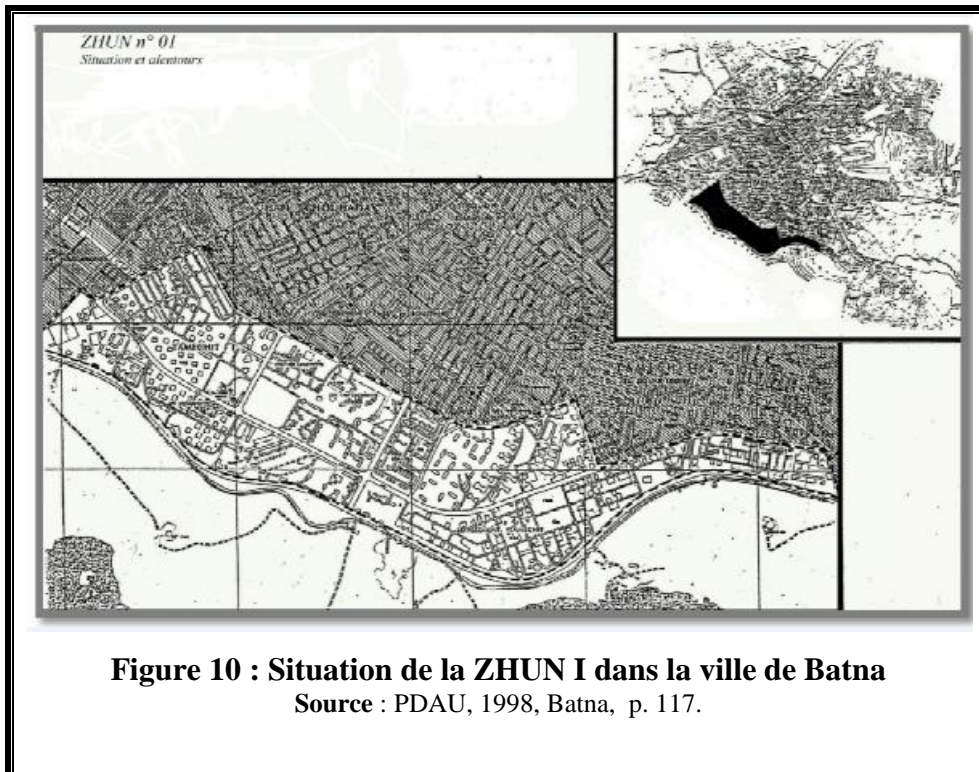 ZHUN n° 01
Situation et alentours
Figure 10 : Situation de la ZHUN I dans la ville de Batna
Source : PDAU, 1998, Batna, p. 117.